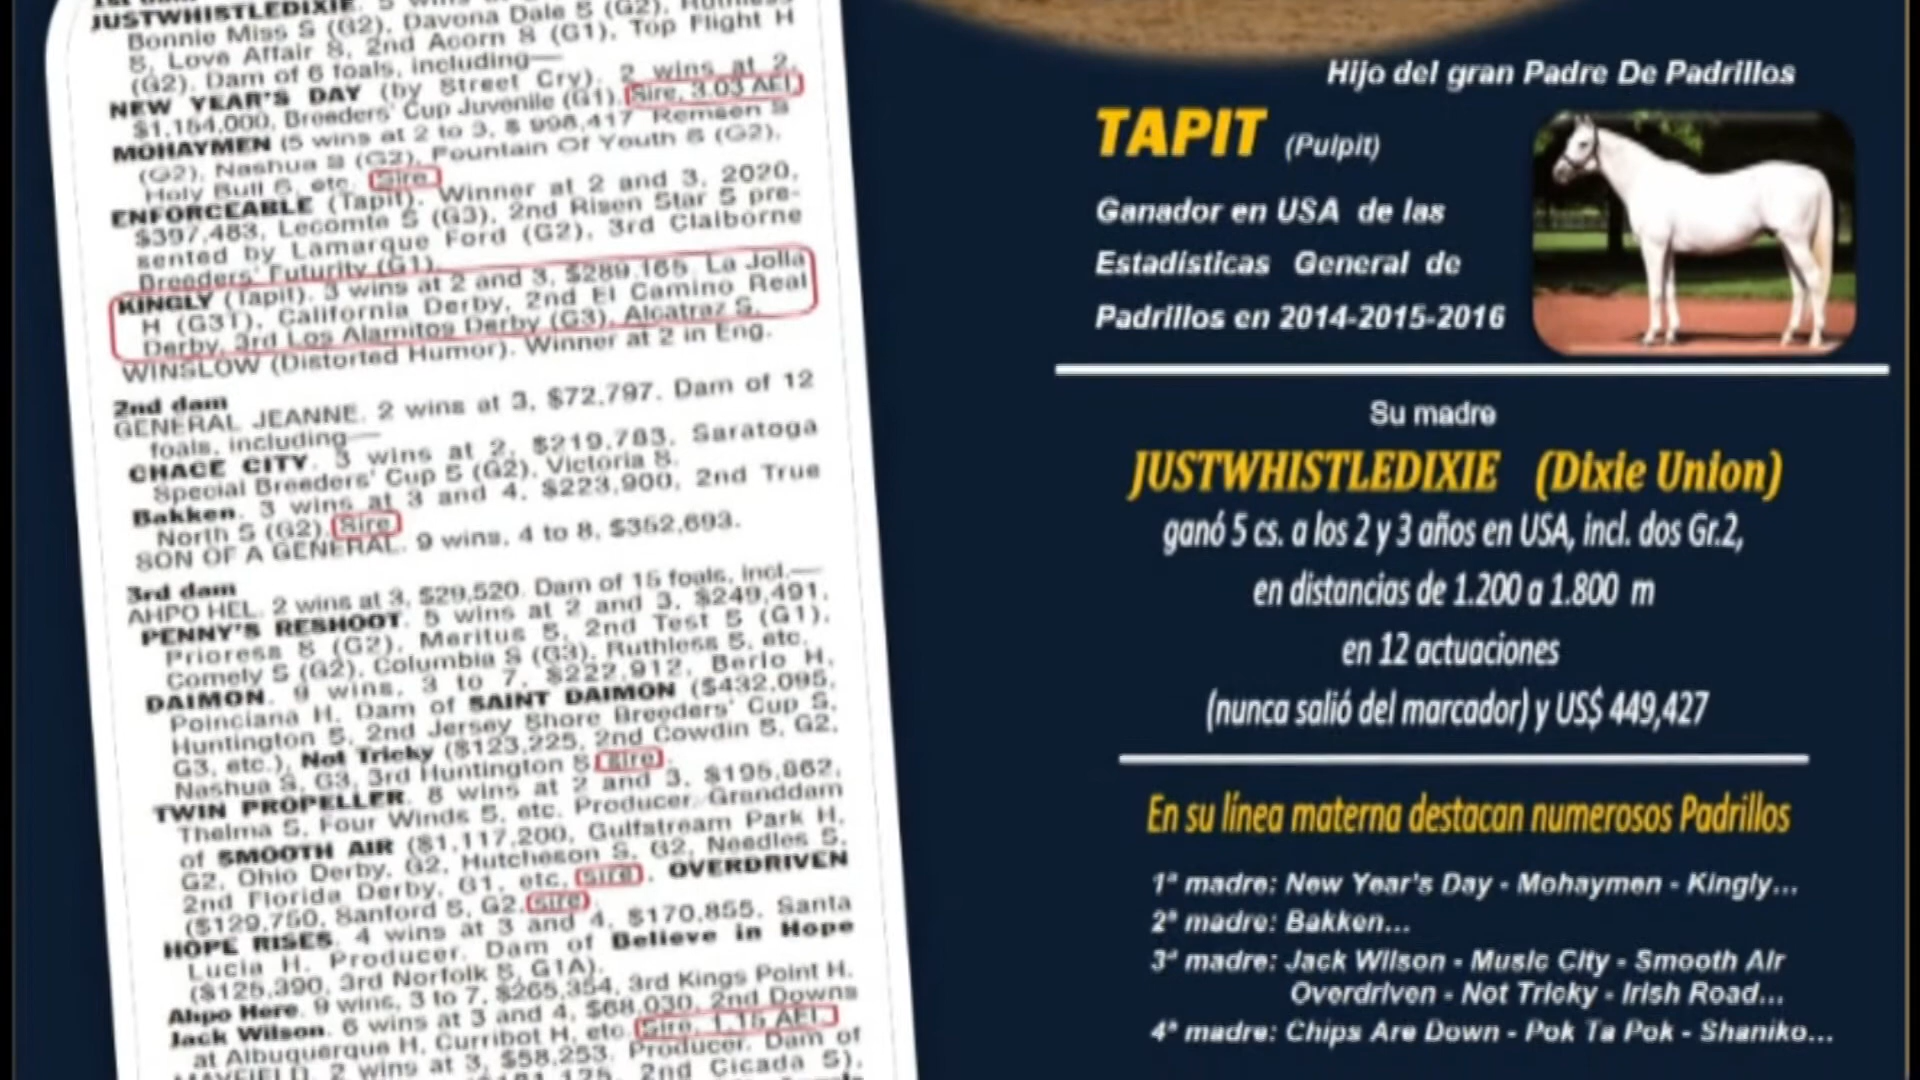 JUSTWHISTLEDIXIE. 5 wins
Bonnie Miss S (G2), Davona Dale S (G2), Ruthless
S, Love Affair S, 2nd Acorn S (G1), Top Flight H
(G2). Dam of 6 foals, including—
NEW YEAR'S DAY (by Street Cry). 2 wins at 2,
$1,154,000, Breeders' Cup Juvenile (G1). Sire, 3.03 AEI.
MOHAYMEN (5 wins at 2 to 3, $ 998,417 Remsen S
(G2), Nashua S (G2), Fountain Of Youth S (G2),
Holy Bull S, etc. Sire.
ENFORCEABLE (Tapit). Winner at 2 and 3, 2020,
$397,483, Lecomte S (G3), 2nd Risen Star S pre-
sented by Lamarque Ford (G2), 3rd Claiborne
Breeders' Futurity (G1).
KINGLY (Tapit). 3 wins at 2 and 3, $289,165, La Jolla
H (G3T), California Derby, 2nd El Camino Real
Derby, 3rd Los Alamitos Derby (G3), Alcatraz S.
WINSLOW (Distorted Humor). Winner at 2 in Eng.
2nd dam
GENERAL JEANNE. 2 wins at 3, $72,797. Dam of 12
foals, including—
CHACE CITY. 3 wins at 2, $219,783, Saratoga
Special Breeders' Cup S (G2), Victoria S.
Bakken. 3 wins at 3 and 4, $223,900, 2nd True
North S (G2). Sire.
SON OF A GENERAL. 9 wins, 4 to 8, $352,693.
3rd dam
AHPO HEL. 2 wins at 3, $29,520. Dam of 15 foals, incl.—
PENNY'S RESHOOT. 5 wins at 2 and 3, $249,491,
Prioress S (G2), Meritus S, 2nd Test S (G1),
Comely S (G2), Columbia S (G3), Ruthless S, etc.
DAIMON. 9 wins, 3 to 7, $222,912, Berlo H,
Poinciana H. Dam of SAINT DAIMON ($432,095,
Huntington S, 2nd Jersey Shore Breeders' Cup S,
G3, etc.), Not Tricky ($123,225, 2nd Cowdin S, G2,
Nashua S, G3, 3rd Huntington S, sire).
TWIN PROPELLER. 8 wins at 2 and 3, $195,862,
Thelma S, Four Winds S, etc. Producer. Granddam
of SMOOTH AIR ($1,117,200, Gulfstream Park H,
G2, Ohio Derby, G2, Hutcheson S, G2, Needles S,
2nd Florida Derby, G1, etc, sire), OVERDRIVEN
($129,750, Sanford S, G2, sire).
HOPE RISES. 4 wins at 3 and 4, $170,855, Santa
Lucia H. Producer. Dam of Believe in Hope
($125,390, 3rd Norfolk S, G1A).
Ahpo Here. 9 wins, 3 to 7, $265,354, 3rd Kings Point H.
Jack Wilson. 6 wins at 3 and 4, $68,030, 2nd Downs
at Albuquerque H, Curribot H, etc. Sire, 1.15 AEI.
MAYFIELD. 2 wins at 3, $58,253. Producer. Dam of
2nd Cicada S),
Hijo del gran Padre De Padrillos
TAPIT (Pulpit)
Ganador en USA de las
Estadisticas General de
Padrillos en 2014-2015-2016
Su madre
JUSTWHISTLEDIXIE (Dixie Union)
ganó 5 cs. a los 2 y 3 años en USA, incl. dos Gr.2,
en distancias de 1.200 a 1.800 m
en 12 actuaciones
(nunca salió del marcador) y US$ 449,427
En su línea materna destacan numerosos Padrillos
1ª madre: New Year's Day - Mohaymen - Kingly...
2ª madre: Bakken...
3ª madre: Jack Wilson - Music City - Smooth Air
Overdriven - Not Tricky - Irish Road...
4ª madre: Chips Are Down - Pok Ta Pok - Shaniko...